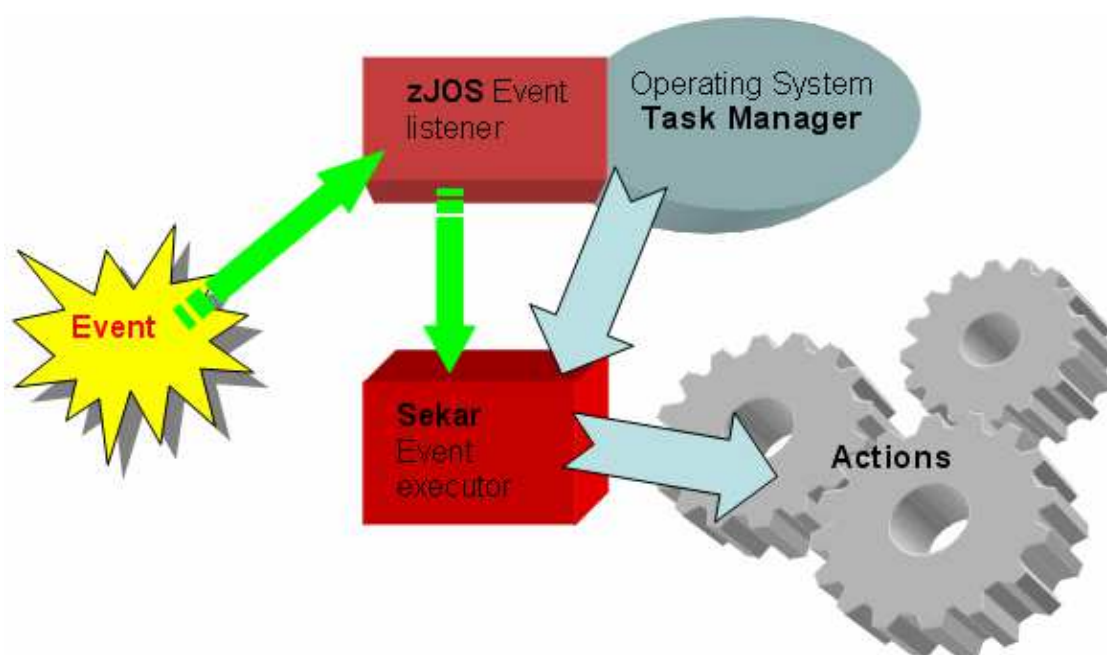 zJOS Event
listener
Operating System
Task Manager
Event
Sekar
Event
executor
Actions